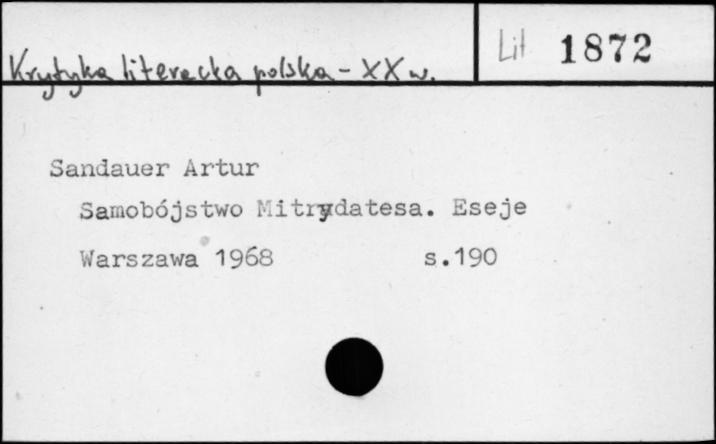 Krytyka literacka polska - XX w.
Lit 1872
Sandauer Artur
Samobójstwo Mitrydatesa. Eseje
Warszawa 1968 s.190